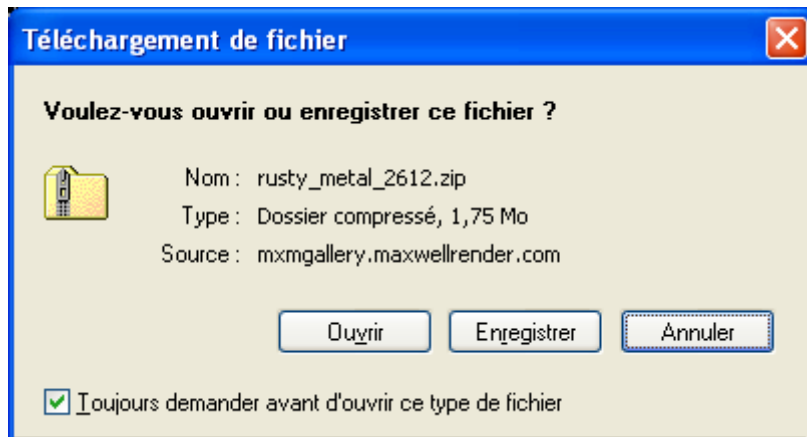 Téléchargement de fichier
Voulez-vous ouvrir ou enregistrer ce fichier ?
Nom : rusty_metal_2612.zip
Type : Dossier compressé, 1,75 Mo
Source : mxmgallery.maxwellrender.com
Ouvrir Enregistrer Annuler
Toujours demander avant d'ouvrir ce type de fichier